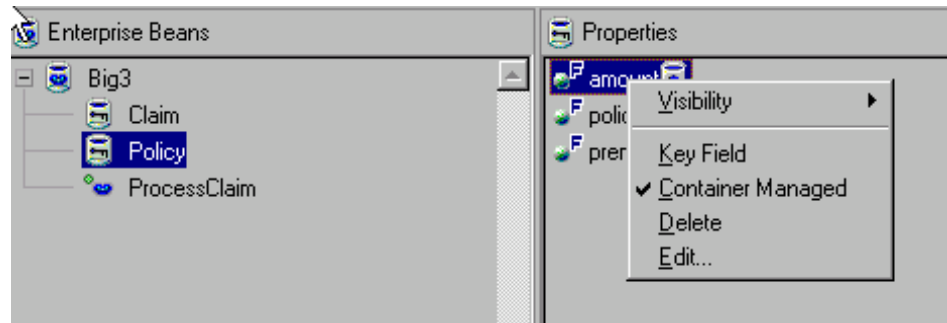 Enterprise Beans
Big3
Claim
Policy
ProcessClaim
Properties
amount
Visibility
Key Field
Container Managed
Delete
Edit...